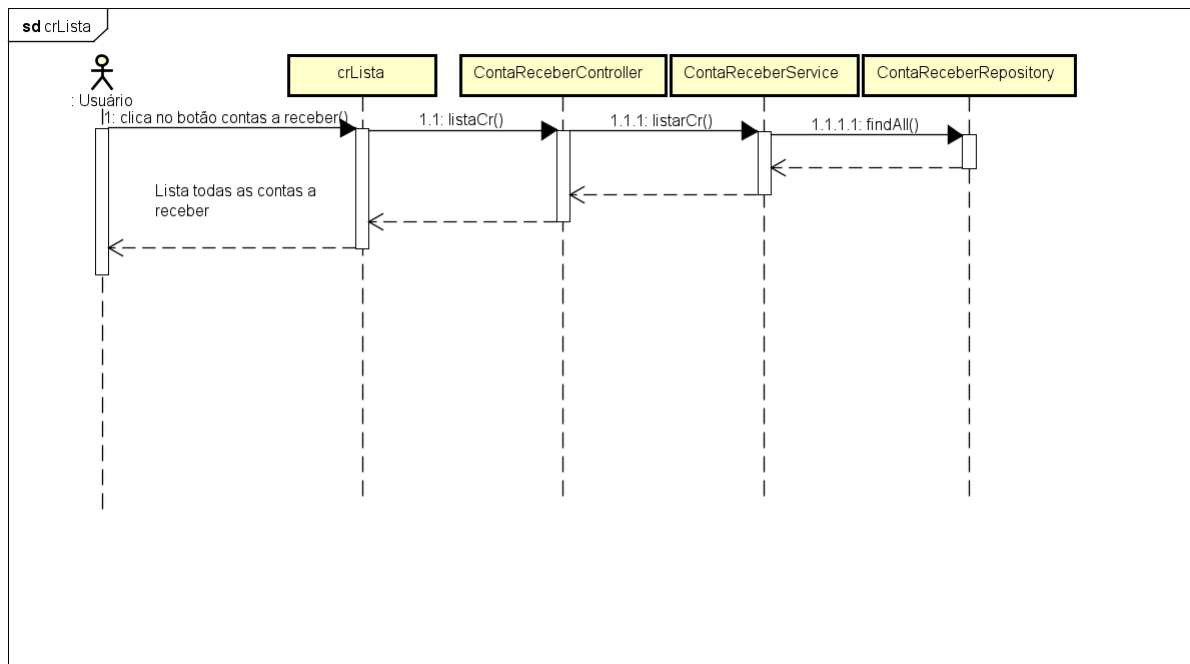 sd crLista
: Usuário
crLista
ContaReceberController
ContaReceberService
ContaReceberRepository
1: clica no botão contas a receber()
1.1: listaCr()
1.1.1: listarCr()
1.1.1.1: findAll()
Lista todas as contas a
receber